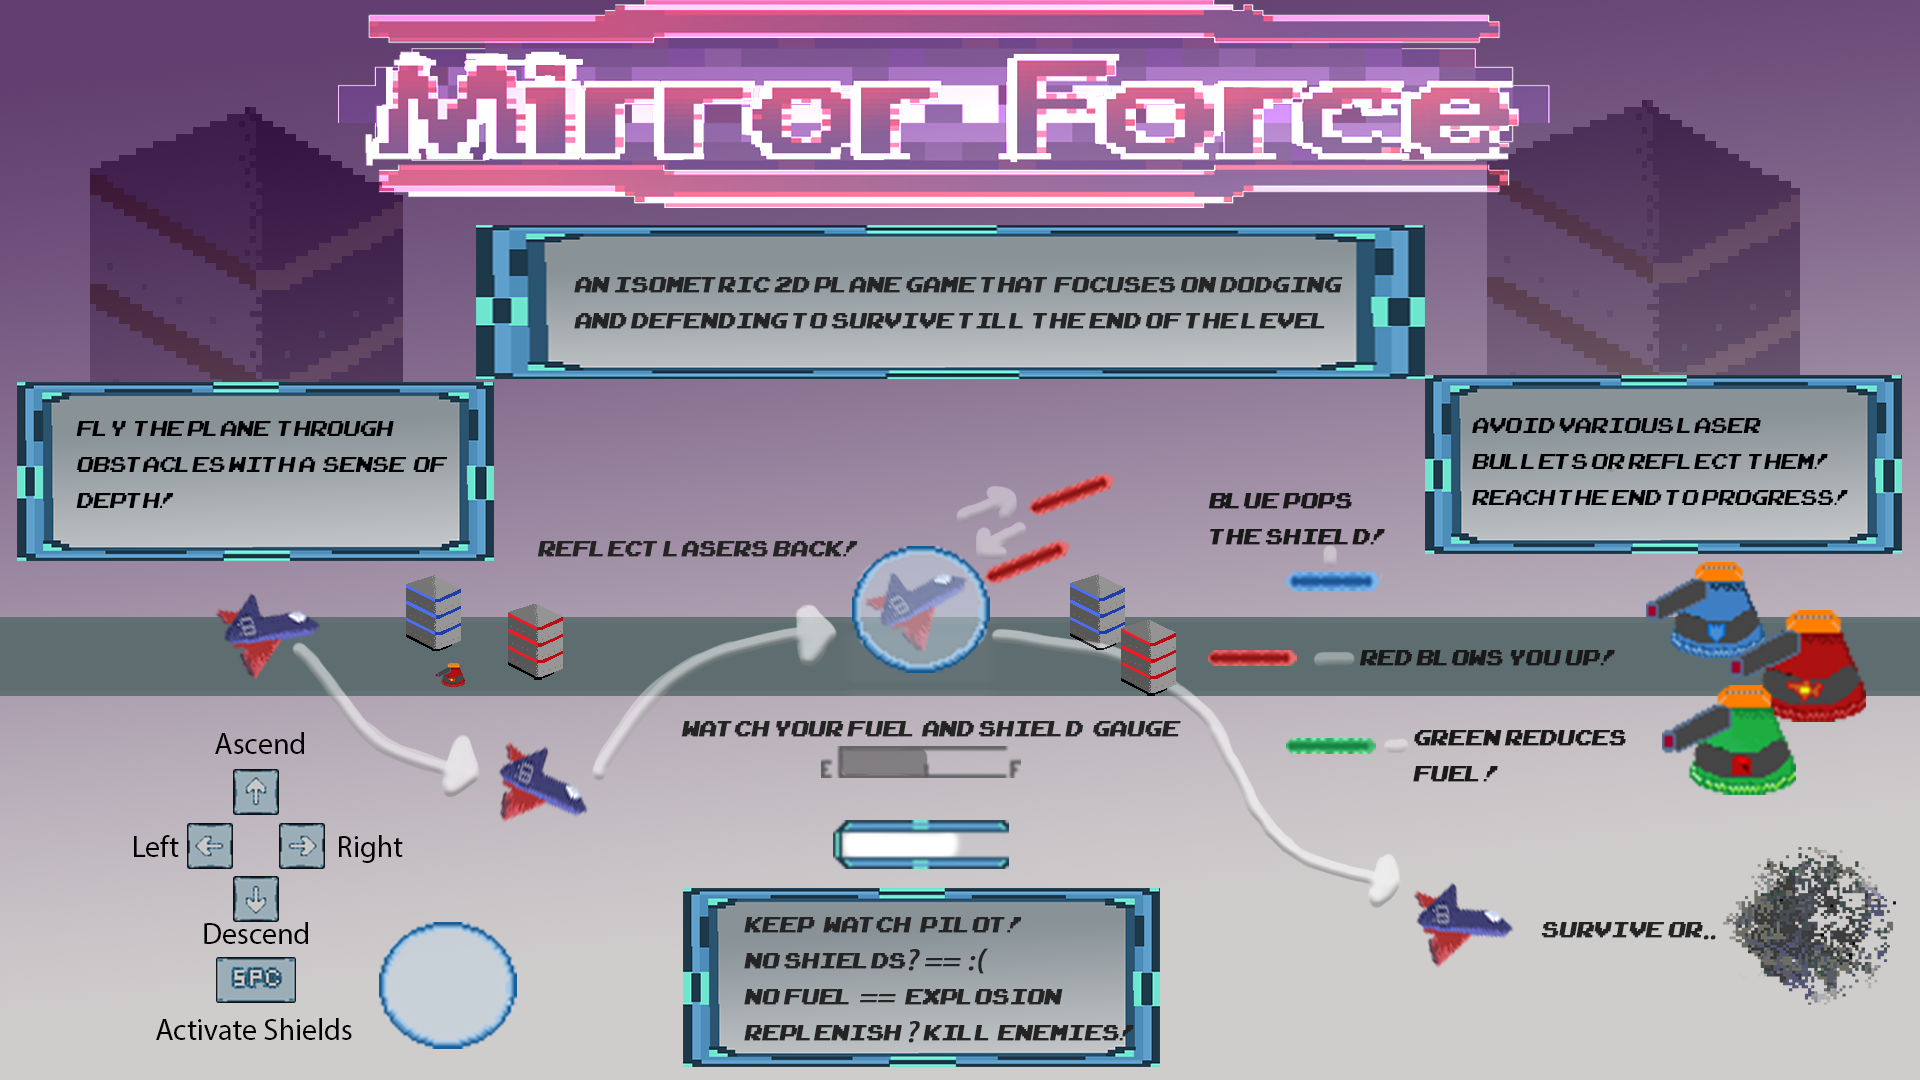 Mirror Force
AN ISOMETRIC 2D PLANE GAME THAT FOCUSES ON DODGING
AND DEFENDING TO SURVIVE TILL THE END OF THE LEVEL
FLY THE PLANE THROUGH
OBSTACLES WITH A SENSE OF
DEPTH!
AVOID VARIOUS LASER
BULLETS OR REFLECT THEM!
REACH THE END TO PROGRESS!
REFLECT LASERS BACK!
BLUE POPS
THE SHIELD!
RED BLOWS YOU UP!
GREEN REDUCES
FUEL!
WATCH YOUR FUEL AND SHIELD GAUGE
E F
Ascend
Left
Right
Descend
SPC
Activate Shields
KEEP WATCH PILOT!
NO SHIELDS? == :(
NO FUEL == EXPLOSION
REPLENISH? KILL ENEMIES!
SURVIVE OR..